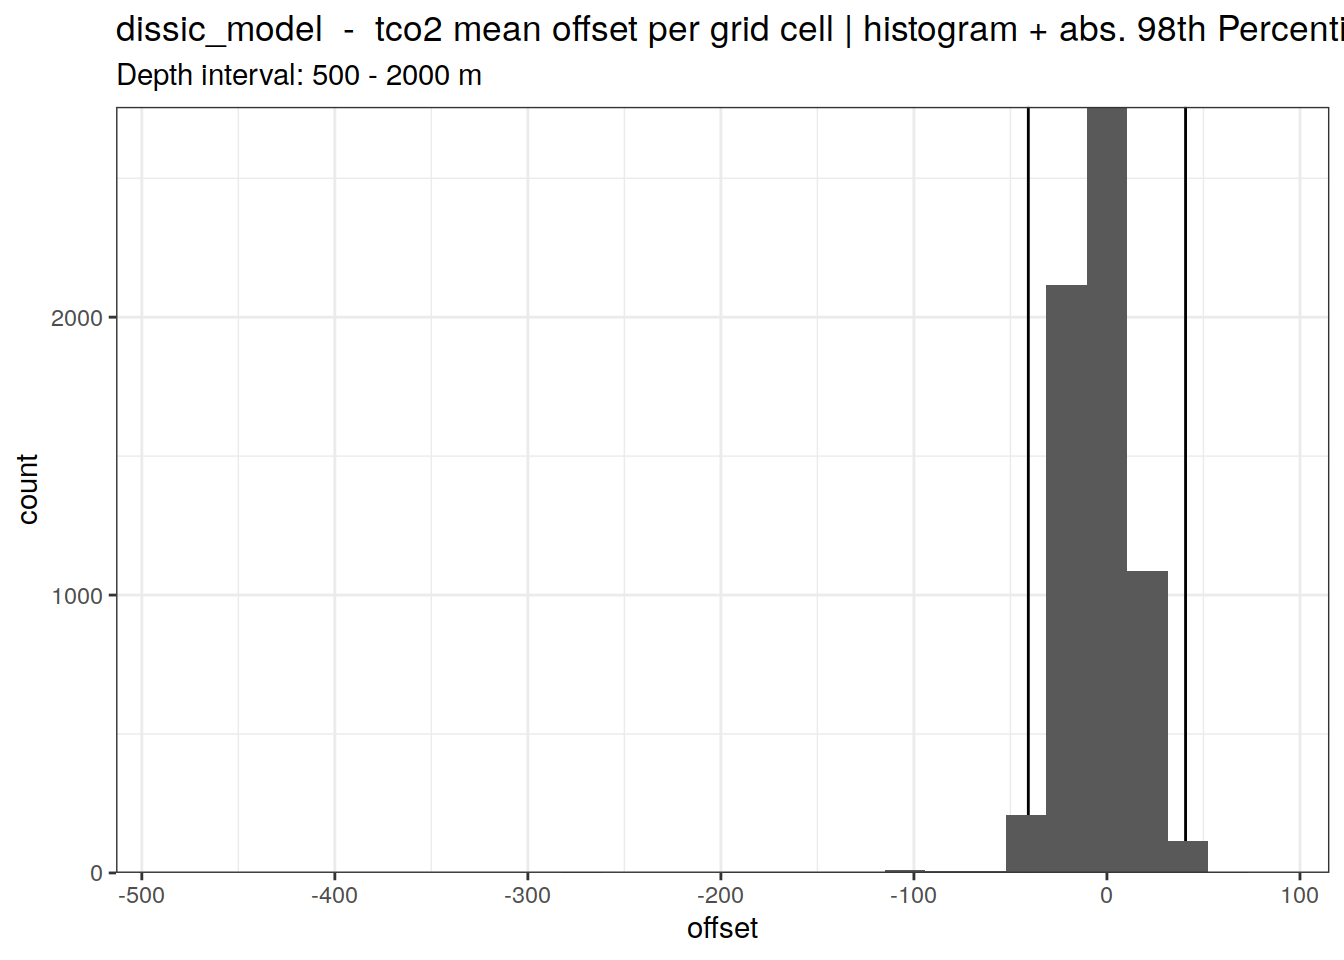 dissic_model - tco2 mean offset per grid cell | histogram + abs. 98th Percenti
Depth interval: 500 - 2000 m
2000
1000
0
count
-500 -400 -300 -200 -100 0 100
offset